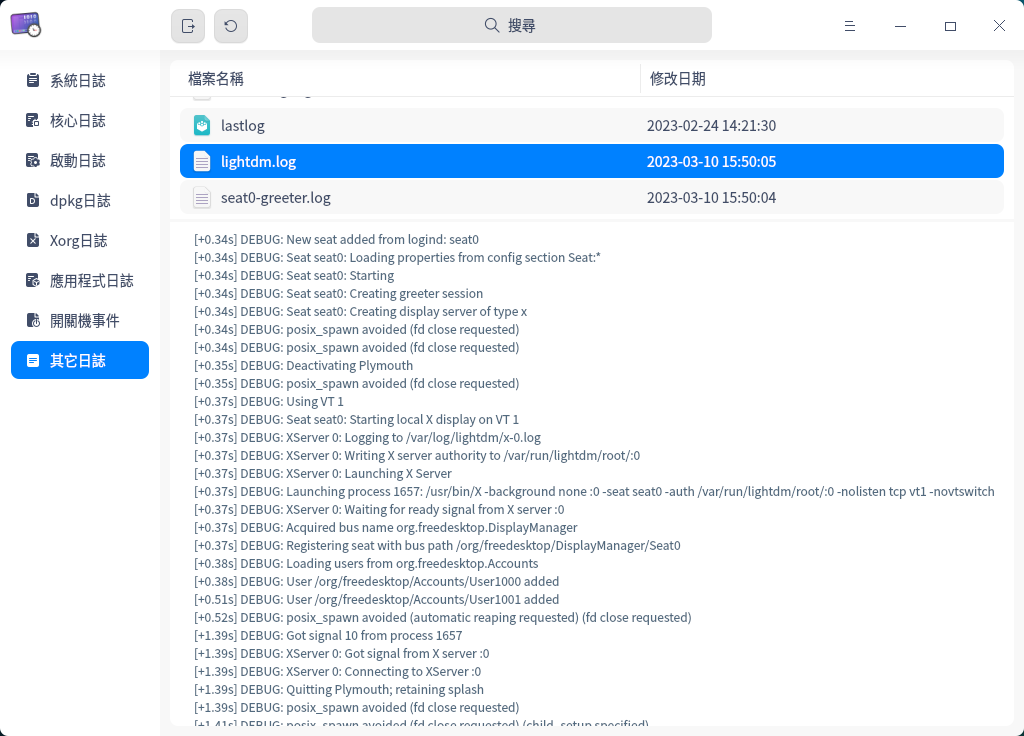 搜尋
系統日誌
核心日誌
啟動日誌
dpkg日誌
Xorg日誌
應用程式日誌
開關機事件
其它日誌
檔案名稱 修改日期
lastlog 2023-02-24 14:21:30
lightdm.log 2023-03-10 15:50:05
seat0-greeter.log 2023-03-10 15:50:04
[+0.34s] DEBUG: New seat added from logind: seat0
[+0.34s] DEBUG: Seat seat0: Loading properties from config section Seat:*
[+0.34s] DEBUG: Seat seat0: Starting
[+0.34s] DEBUG: Seat seat0: Creating greeter session
[+0.34s] DEBUG: Seat seat0: Creating display server of type x
[+0.34s] DEBUG: posix_spawn avoided (fd close requested)
[+0.34s] DEBUG: posix_spawn avoided (fd close requested)
[+0.35s] DEBUG: Deactivating Plymouth
[+0.35s] DEBUG: posix_spawn avoided (fd close requested)
[+0.37s] DEBUG: Using VT 1
[+0.37s] DEBUG: Seat seat0: Starting local X display on VT 1
[+0.37s] DEBUG: XServer 0: Logging to /var/log/lightdm/x-0.log
[+0.37s] DEBUG: XServer 0: Writing X server authority to /var/run/lightdm/root/:0
[+0.37s] DEBUG: XServer 0: Launching X Server
[+0.37s] DEBUG: Launching process 1657: /usr/bin/X -background none :0 -seat seat0 -auth /var/run/lightdm/root/:0 -nolisten tcp vt1 -novtswitch
[+0.37s] DEBUG: XServer 0: Waiting for ready signal from X server :0
[+0.37s] DEBUG: Acquired bus name org.freedesktop.DisplayManager
[+0.37s] DEBUG: Registering seat with bus path /org/freedesktop/DisplayManager/Seat0
[+0.38s] DEBUG: Loading users from org.freedesktop.Accounts
[+0.38s] DEBUG: User /org/freedesktop/Accounts/User1000 added
[+0.51s] DEBUG: User /org/freedesktop/Accounts/User1001 added
[+0.52s] DEBUG: posix_spawn avoided (automatic reaping requested) (fd close requested)
[+1.39s] DEBUG: Got signal 10 from process 1657
[+1.39s] DEBUG: XServer 0: Got signal from X server :0
[+1.39s] DEBUG: XServer 0: Connecting to XServer :0
[+1.39s] DEBUG: Quitting Plymouth; retaining splash
[+1.39s] DEBUG: posix_spawn avoided (fd close requested)
[+1.41s] DEBUG: posix_spawn avoided (fd close requested) (child_setup specified)